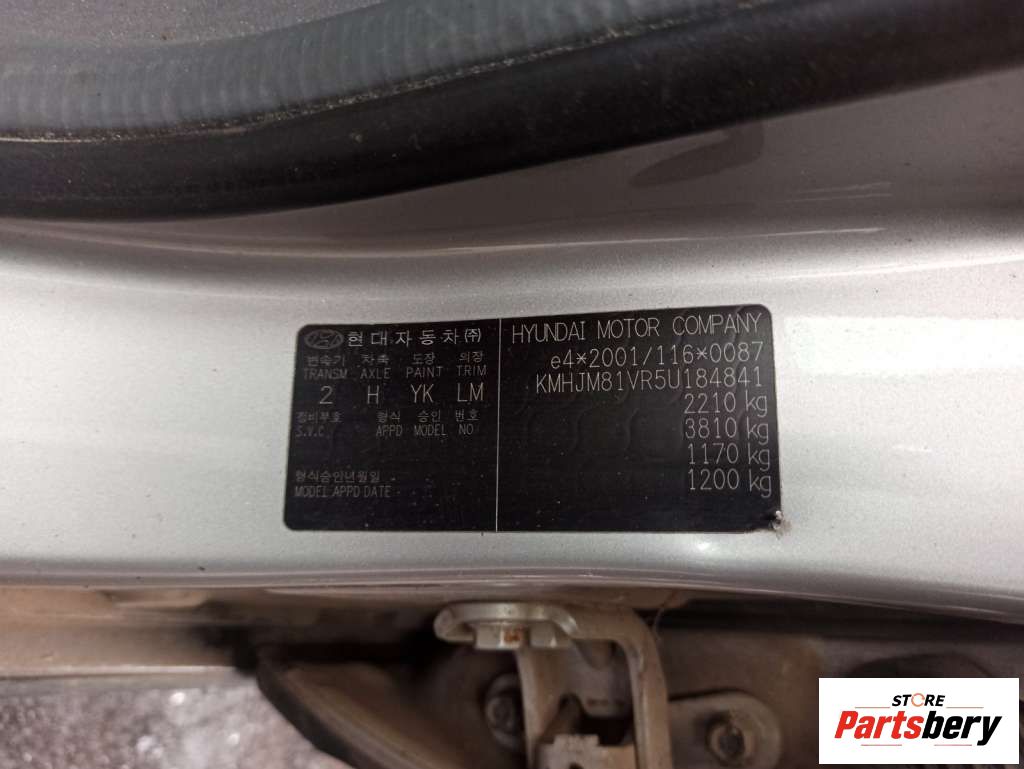 현대자동차㈜
변속기 차축 도장 외장
TRANSM AXLE PAINT TRIM
2 H YK LM
정비부호 형식 승인 번호
S.V.C APPD MODEL NO
형식승인년월일
MODEL APPD DATE
HYUNDAI MOTOR COMPANY
e4*2001/116*0087
KMHJM81VR5U184841
2210 kg
3810 kg
1170 kg
1200 kg
STORE
Partsbery